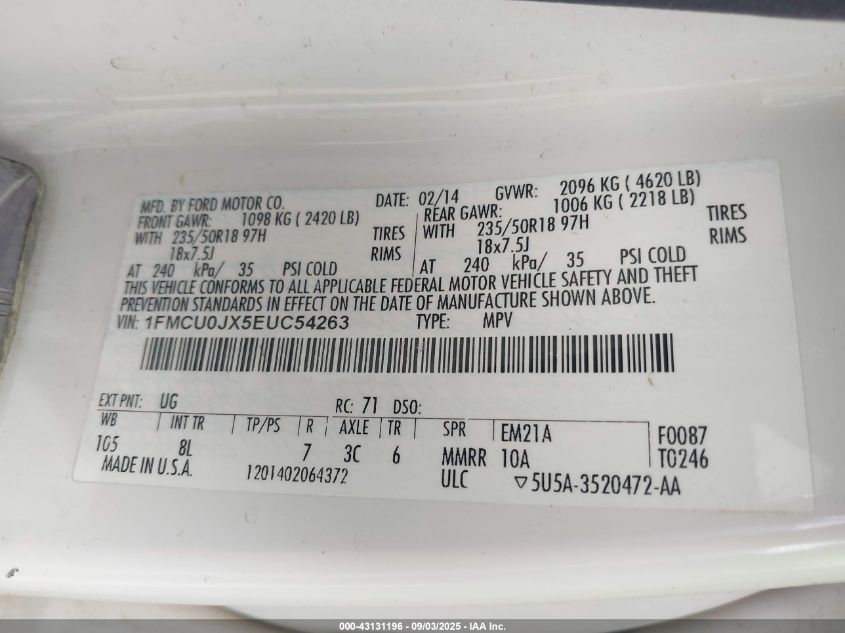 MFD. BY FORD MOTOR CO. DATE: 02/14 GVWR: 2096 KG ( 4620 LB)
FRONT GAWR: 1098 KG ( 2420 LB) REAR GAWR: 1006 KG ( 2218 LB)
WITH 235/50R18 97H TIRES WITH 235/50R18 97H TIRES
18x7.5J RIMS 18x7.5J RIMS
AT 240 kPa/ 35 PSI COLD AT 240 kPa/ 35 PSI COLD
THIS VEHICLE CONFORMS TO ALL APPLICABLE FEDERAL MOTOR VEHICLE SAFETY AND THEFT
PREVENTION STANDARDS IN EFFECT ON THE DATE OF MANUFACTURE SHOWN ABOVE.
VIN: 1FMCU0JX5EUC54263 TYPE: MPV
EXT PNT: UG RC: 71 DSO:
WB INT TR TP/PS R AXLE TR SPR EM21A F0087
105 8L 7 3C 6 MMRR 10A T0246
MADE IN U.S.A. 1201402064372 ULC ▽5U5A-3520472-AA
000-43131196 - 09/03/2025 - IAA Inc.